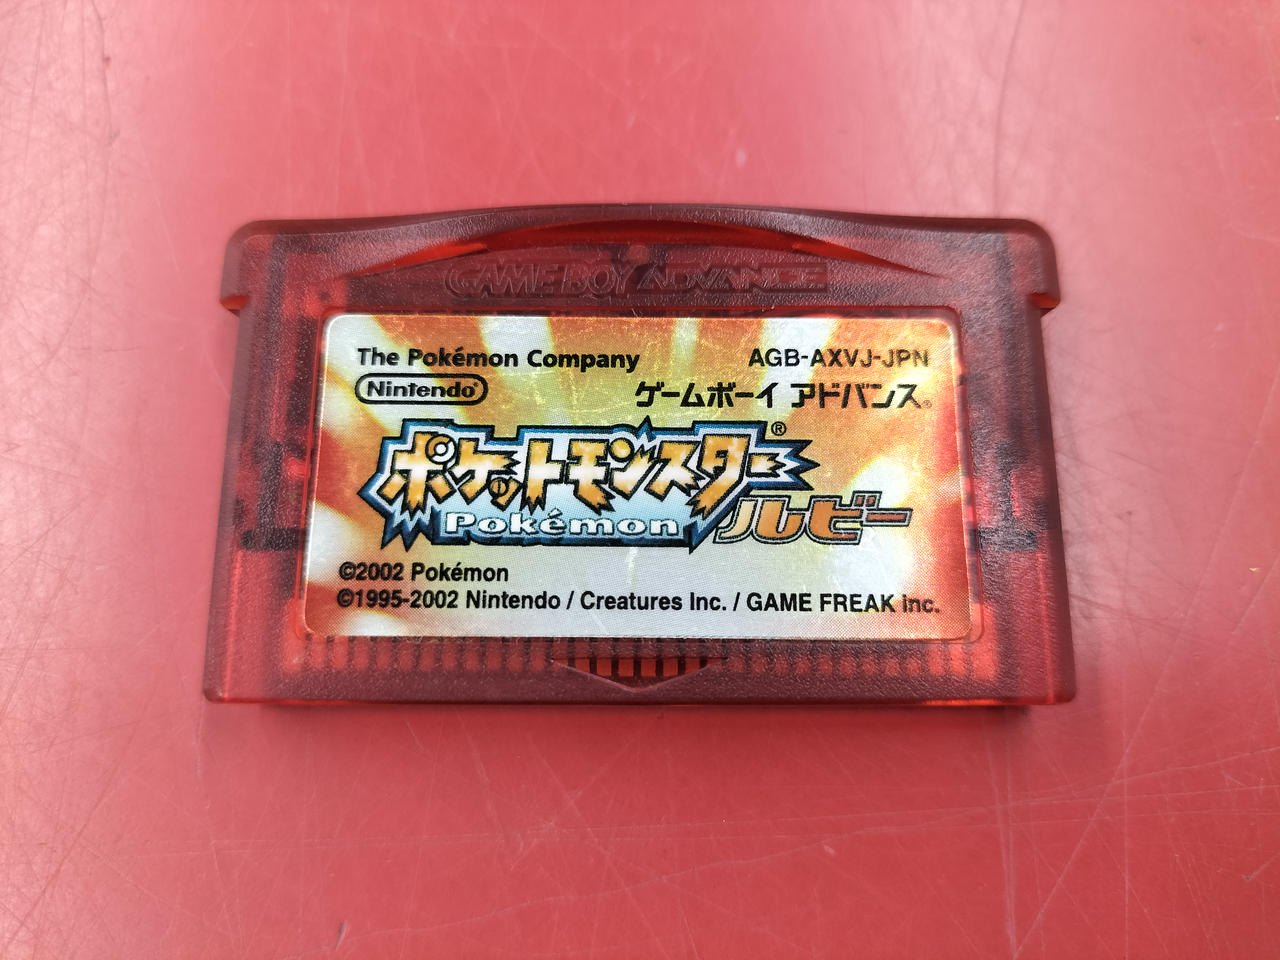 GAME BOY ADVANCE
The Pokémon Company
AGB-AXVJ-JPN
Nintendo®
ゲームボーイ アドバンス®
ポケットモンスター®
Pokémon
ルビー
©2002 Pokémon
©1995-2002 Nintendo / Creatures Inc. / GAME FREAK inc.